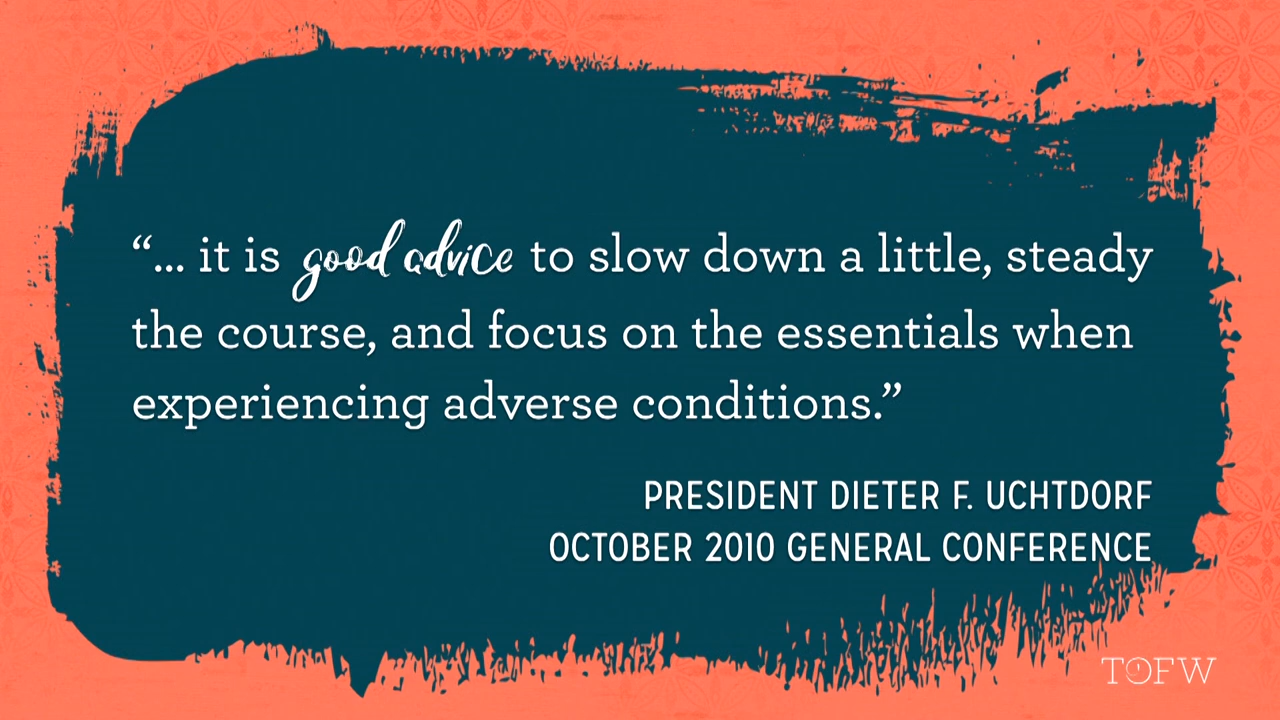 “... it is good advice to slow down a little, steady
the course, and focus on the essentials when
experiencing adverse conditions.”
PRESIDENT DIETER F. UCHTDORF
OCTOBER 2010 GENERAL CONFERENCE
TOFW